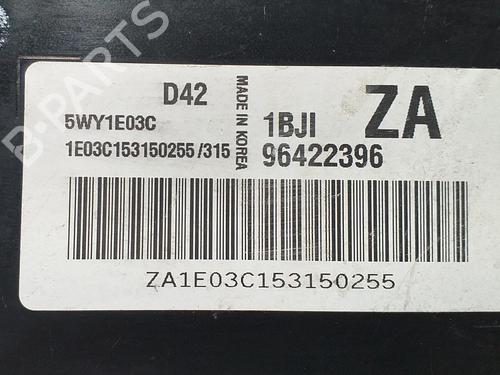 D42
5WY1E03C
1E03C153150255 /315
MADE IN KOREA
1BJI
ZA
96422396
ZA1E03C153150255
B-PARTS